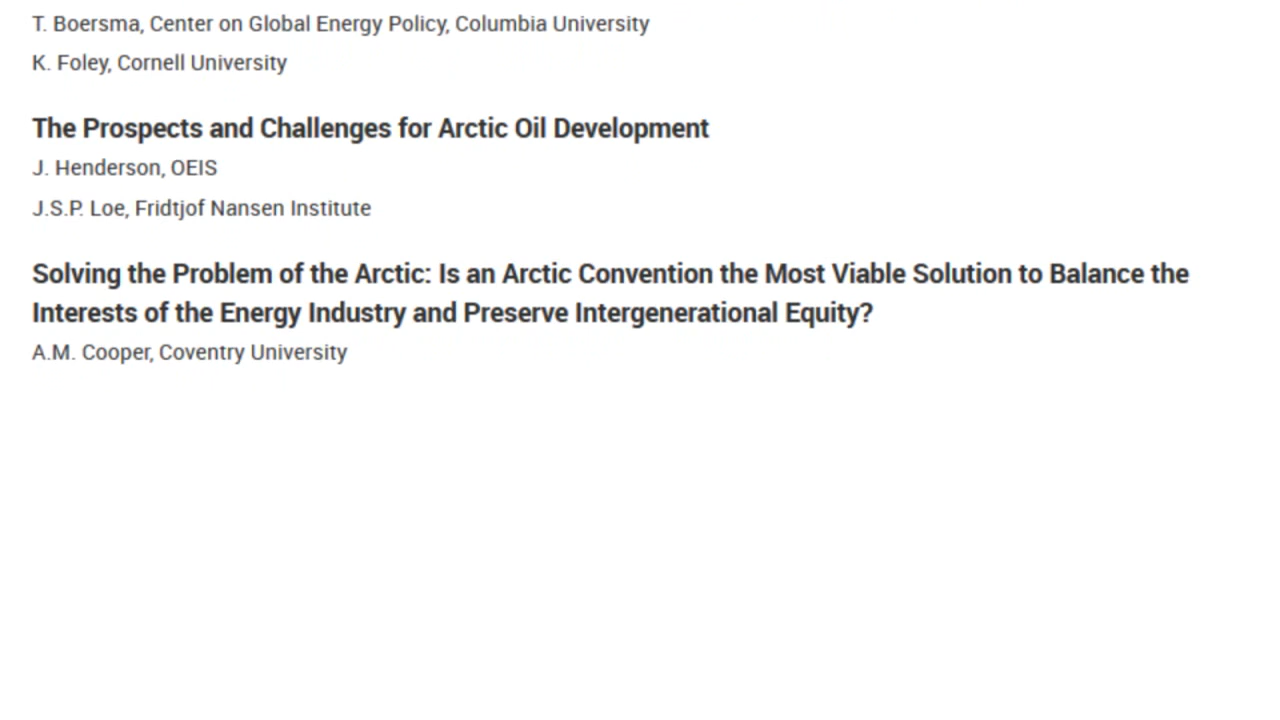 T. Boersma, Center on Global Energy Policy, Columbia University
K. Foley, Cornell University
The Prospects and Challenges for Arctic Oil Development
J. Henderson, OEIS
J.S.P. Loe, Fridtjof Nansen Institute
Solving the Problem of the Arctic: Is an Arctic Convention the Most Viable Solution to Balance the
Interests of the Energy Industry and Preserve Intergenerational Equity?
A.M. Cooper, Coventry University